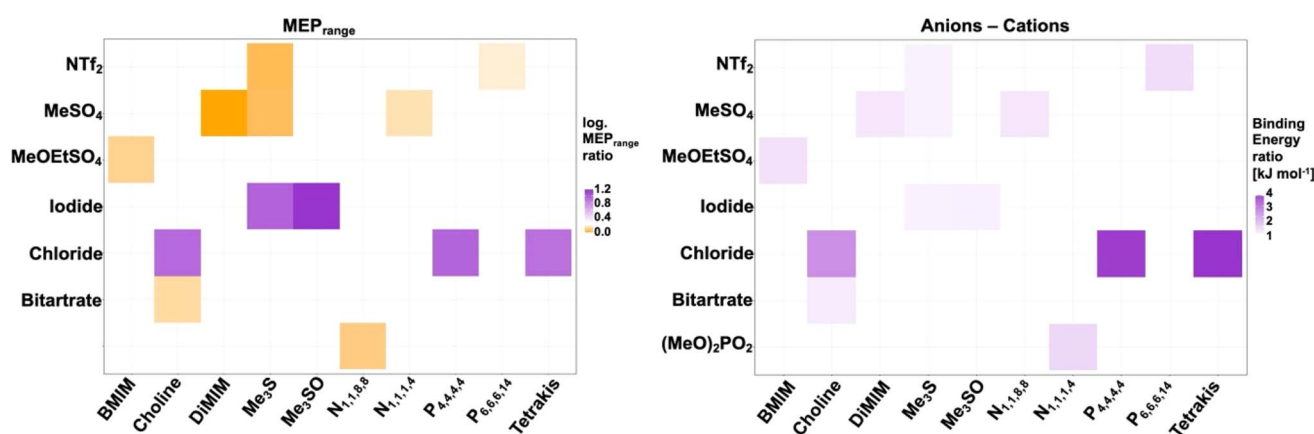 MEPrange
NTf2
MeSO4
MeOEtSO4
Iodide
Chloride
Bitartrate
BMIM
Choline
DiMIM
Me3S
Me3SO
N1,1,8,8
N1,1,1,4
P4,4,4,4
P6,6,6,14
Tetrakis
log.
MEPrange
ratio
1.2
0.8
0.4
0.0
Anions – Cations
NTf2
MeSO4
MeOEtSO4
Iodide
Chloride
Bitartrate
(MeO)2PO2
BMIM
Choline
DiMIM
Me3S
Me3SO
N1,1,8,8
N1,1,1,4
P4,4,4,4
P6,6,6,14
Tetrakis
Binding
Energy
ratio
[kJ mol-1]
4
3
2
1